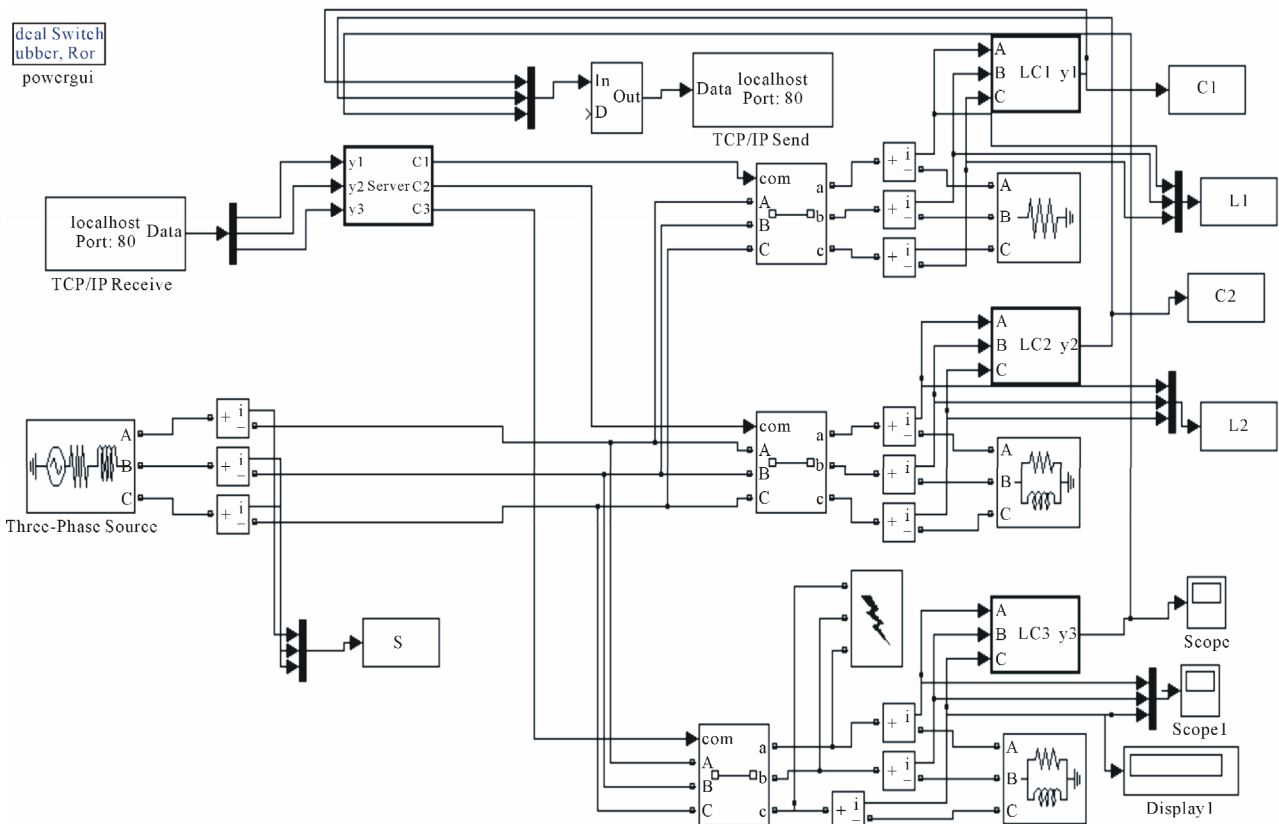 deal Switch
ubber, Ror
powergui
In
Out
D
Data
localhost
Port: 80
TCP/IP Send
A
B
C
LC1
y1
C1
+
i
-
+
i
-
+
i
-
A
B
C
L1
localhost
Port: 80
Data
TCP/IP Receive
y1
y2
y3
Server
C1
C2
C3
com
A
B
C
a
b
c
C2
A
B
C
LC2
y2
L2
A
B
C
Three-Phase Source
+
i
-
+
i
-
+
i
-
com
A
B
C
a
b
c
+
i
-
+
i
-
+
i
-
A
B
C
S
A
B
C
LC3
y3
Scope
Scope1
com
A
B
C
a
b
c
+
i
-
+
i
-
+
i
-
A
B
C
Display1